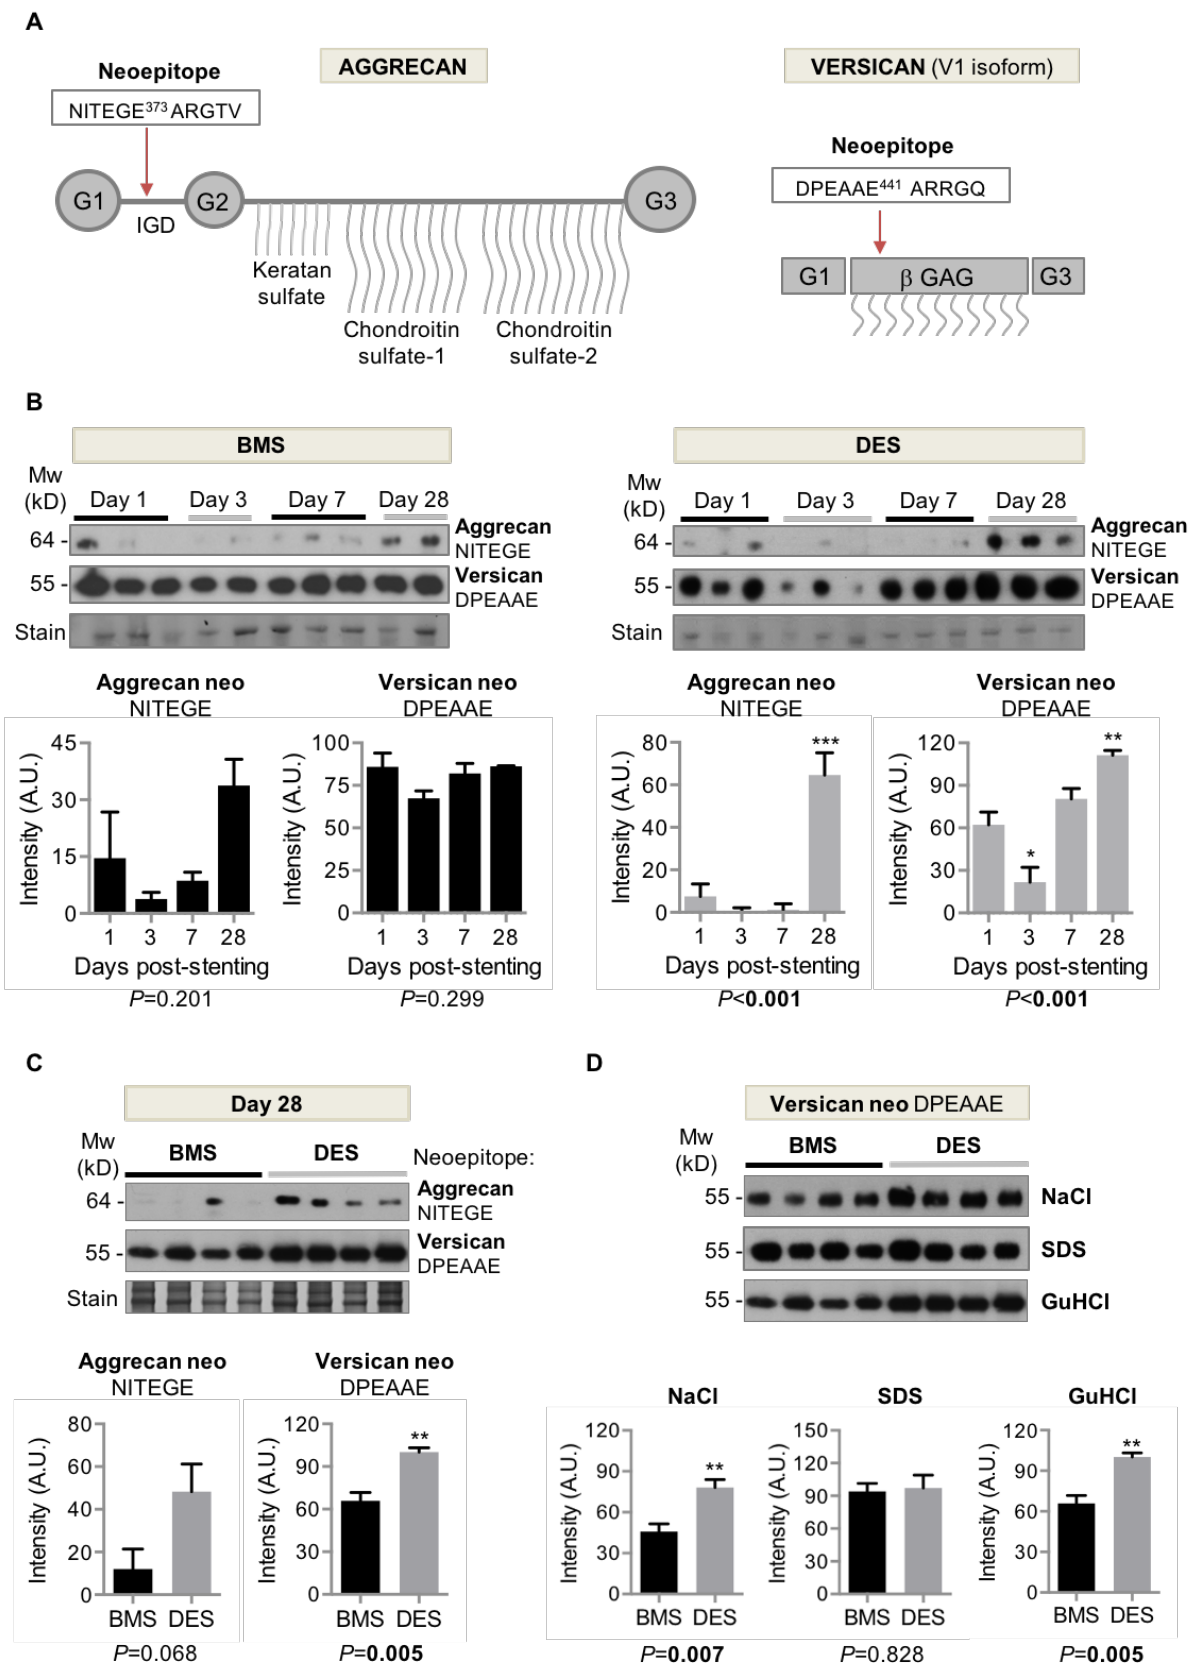 A
AGGRECAN
VERSICAN (V1 isoform)
Neoepitope
NITEGE³⁷³ ARGTV
Neoepitope
DPEAAE⁴⁴¹ ARRGQ
G1
G2
G3
IGD
Keratan
sulfate
Chondroitin
sulfate-1
Chondroitin
sulfate-2
G1
β GAG
G3
B
BMS
Mw
(kD)
Day 1
Day 3
Day 7
Day 28
64 -
Aggrecan
NITEGE
55 -
Versican
DPEAAE
Stain
DES
Mw
(kD)
Day 1
Day 3
Day 7
Day 28
64 -
Aggrecan
NITEGE
55 -
Versican
DPEAAE
Stain
Aggrecan neo
NITEGE
Intensity (A.U.)
45
30
15
0
1 3 7 28
Days post-stenting
P=0.201
Versican neo
DPEAAE
Intensity (A.U.)
100
75
50
25
0
1 3 7 28
Days post-stenting
P=0.299
Aggrecan neo
NITEGE
Intensity (A.U.)
80
60
40
20
0
***
1 3 7 28
Days post-stenting
P<0.001
Versican neo
DPEAAE
Intensity (A.U.)
120
90
60
30
0
*
**
1 3 7 28
Days post-stenting
P<0.001
C
Day 28
Mw
(kD)
BMS
DES
Neoepitope:
64 -
Aggrecan
NITEGE
55 -
Versican
DPEAAE
Stain
Aggrecan neo
NITEGE
Intensity (A.U.)
80
60
40
20
0
BMS DES
P=0.068
Versican neo
DPEAAE
Intensity (A.U.)
120
90
60
30
0
**
BMS DES
P=0.005
D
Versican neo DPEAAE
Mw
(kD)
BMS
DES
55 -
NaCl
55 -
SDS
55 -
GuHCl
NaCl
Intensity (A.U.)
120
90
60
30
0
**
BMS DES
P=0.007
SDS
Intensity (A.U.)
150
120
90
60
30
0
BMS DES
P=0.828
GuHCl
Intensity (A.U.)
120
90
60
30
0
**
BMS DES
P=0.005